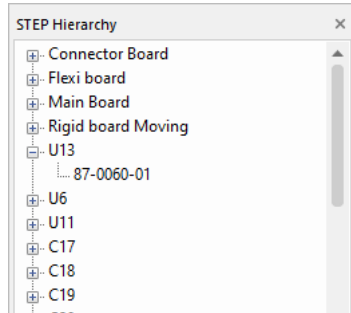 STEP Hierarchy
Connector Board
Flexi board
Main Board
Rigid board Moving
U13
87-0060-01
U6
U11
C17
C18
C19